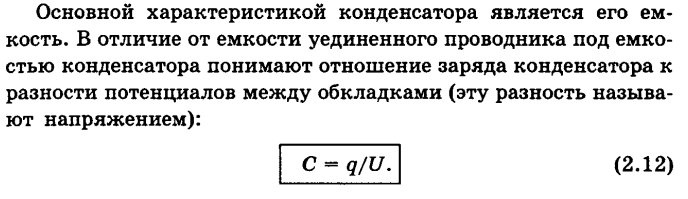 Основной характеристикой конденсатора является его ем-
кость. В отличие от емкости уединенного проводника под емко-
стью конденсатора понимают отношение заряда конденсатора к
разности потенциалов между обкладками (эту разность называ-
ют напряжением):
C = q/U. (2.12)